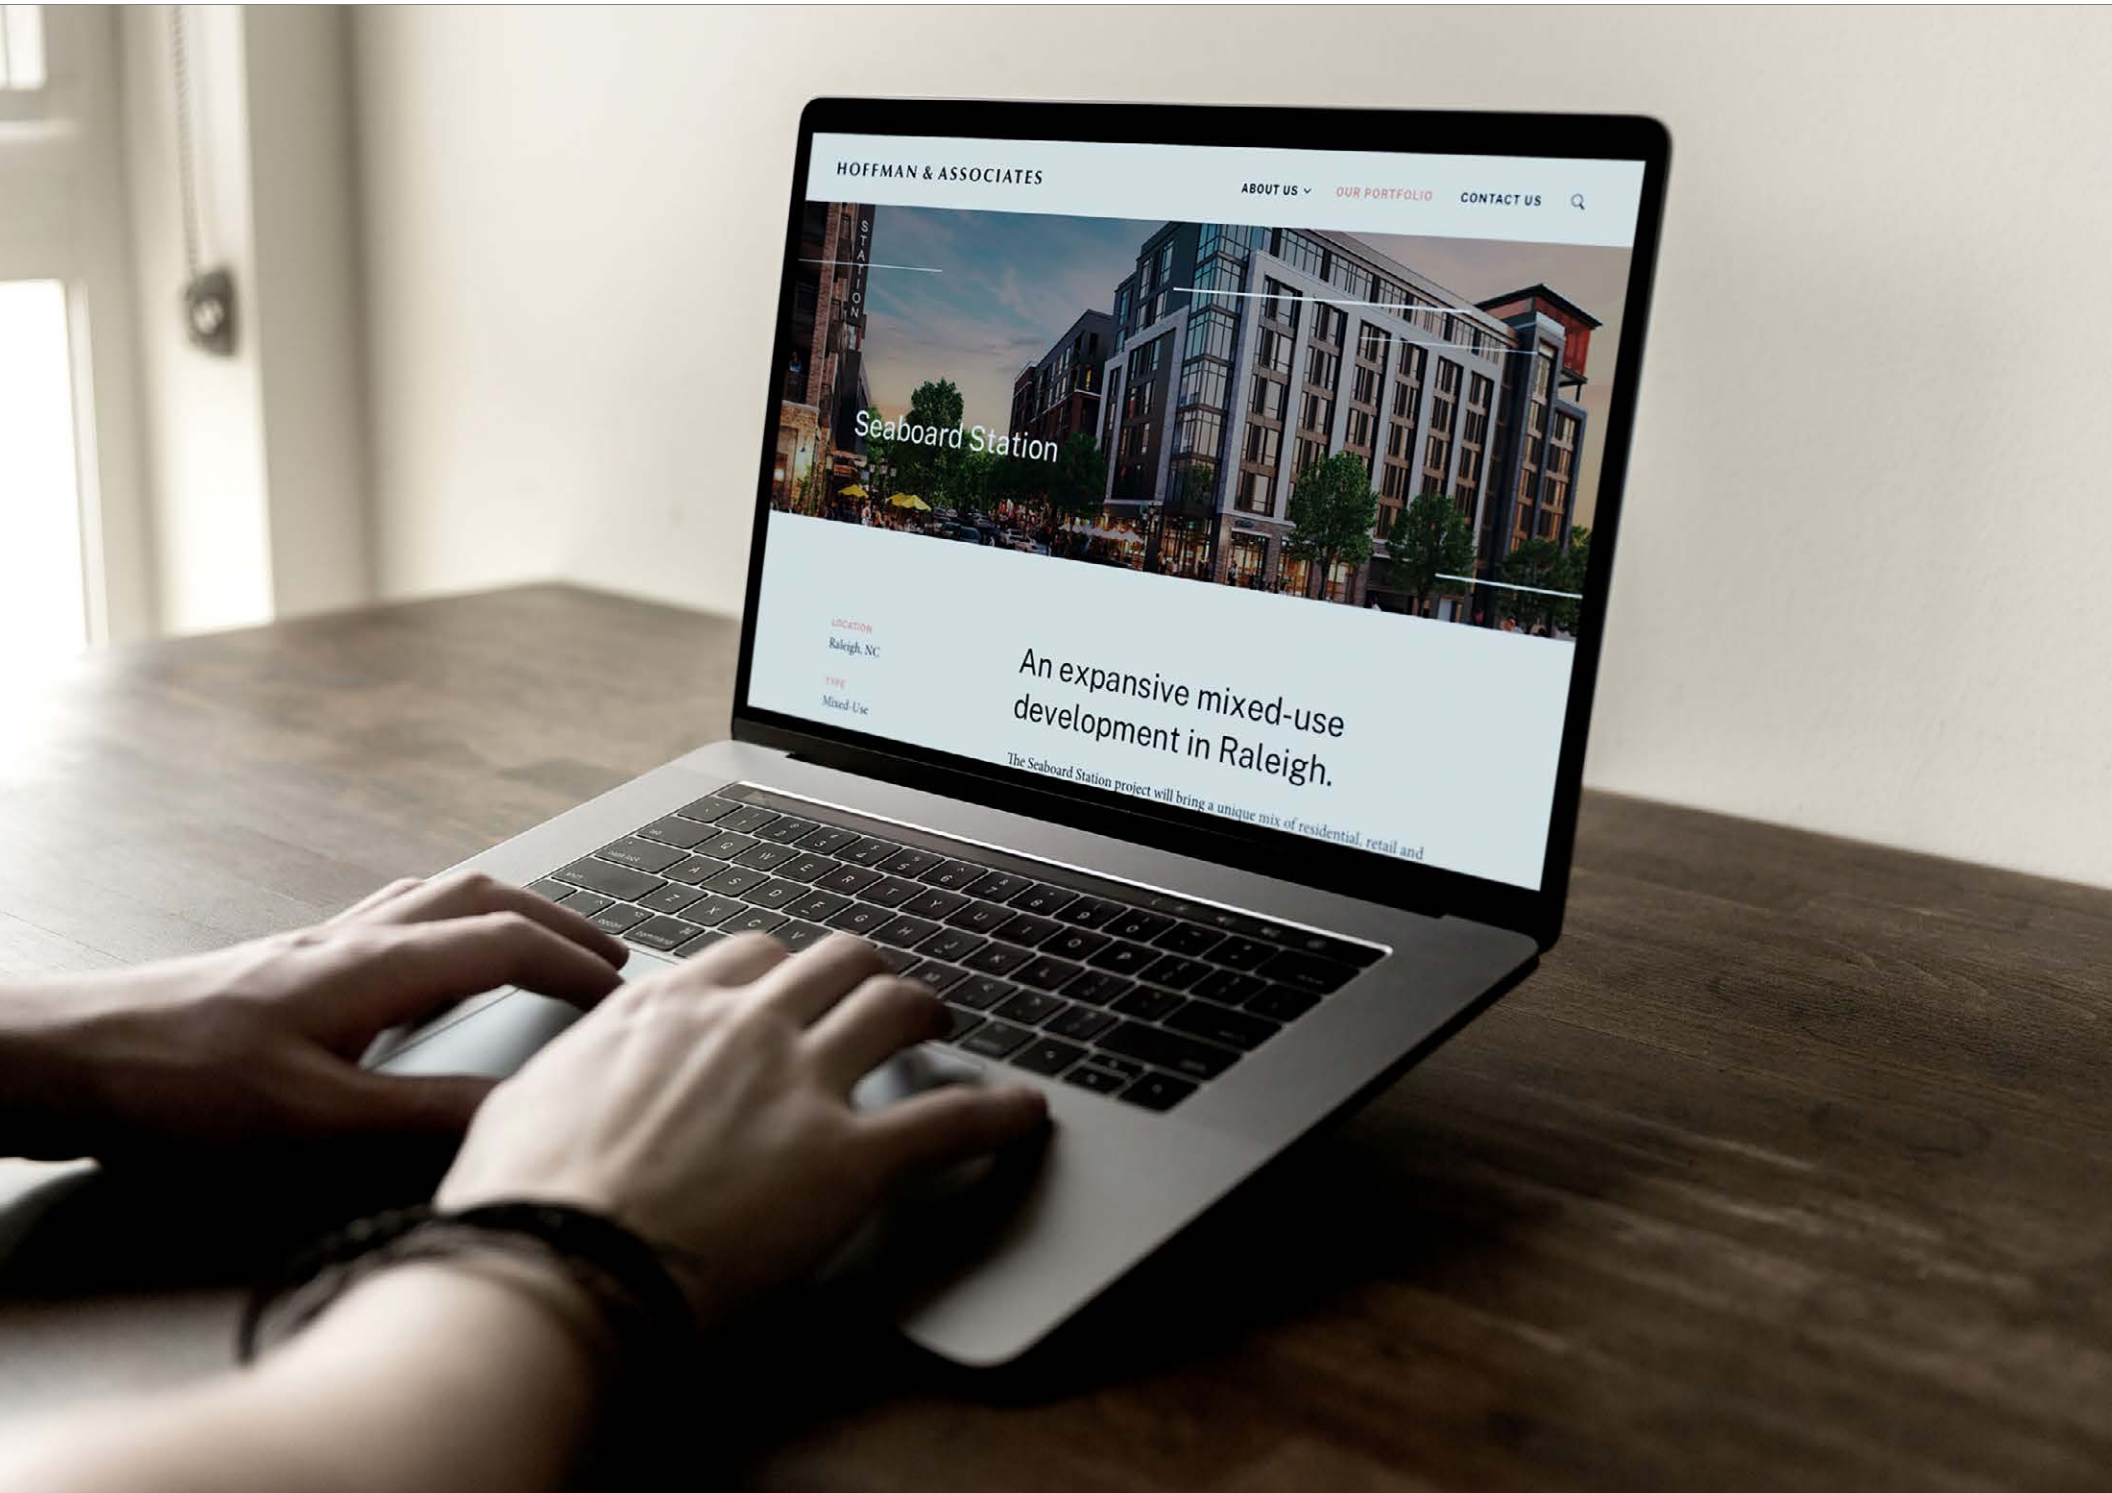 HOFFMAN & ASSOCIATES
ABOUT US OUR PORTFOLIO CONTACT US
STATION
Seaboard Station
LOCATION
Raleigh, NC
TYPE
Mixed-Use
An expansive mixed-use
development in Raleigh.
The Seaboard Station project will bring a unique mix of residential, retail and